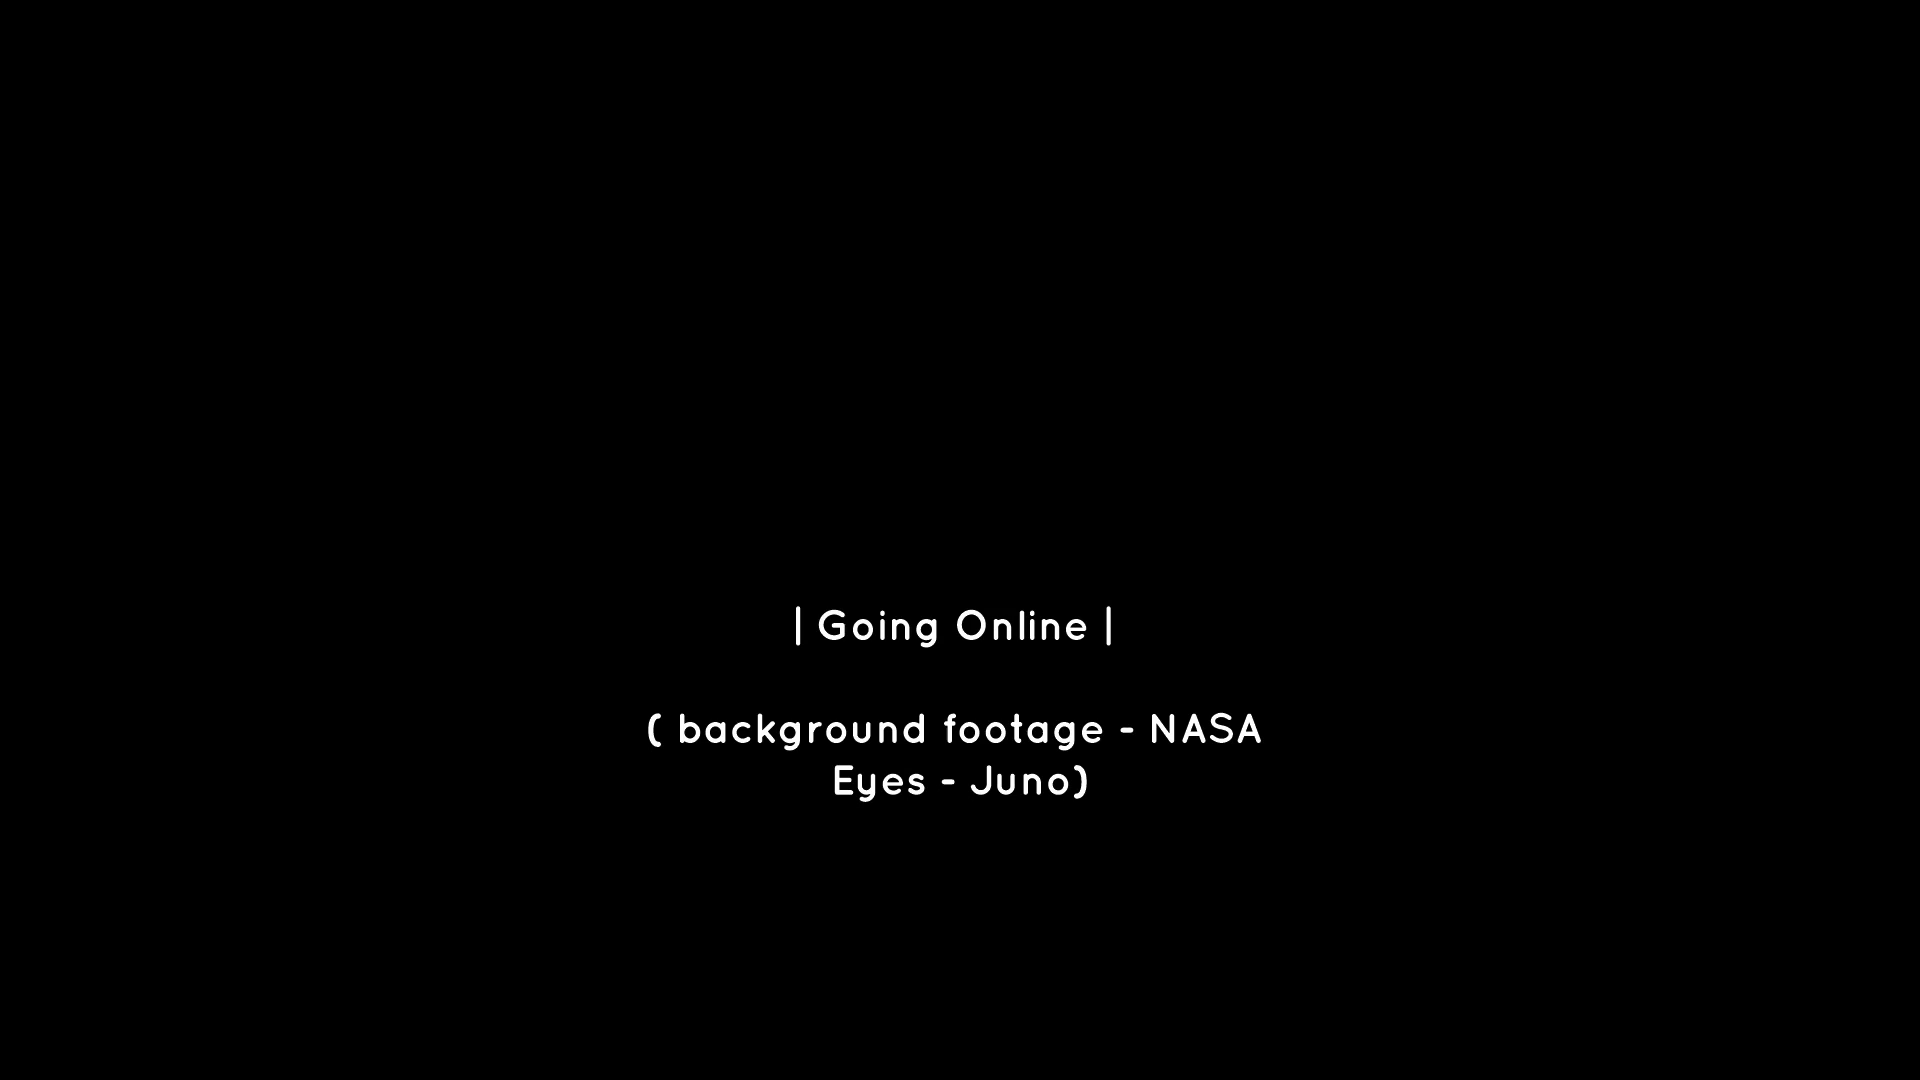 | Going Online |
( background footage - NASA
Eyes - Juno)